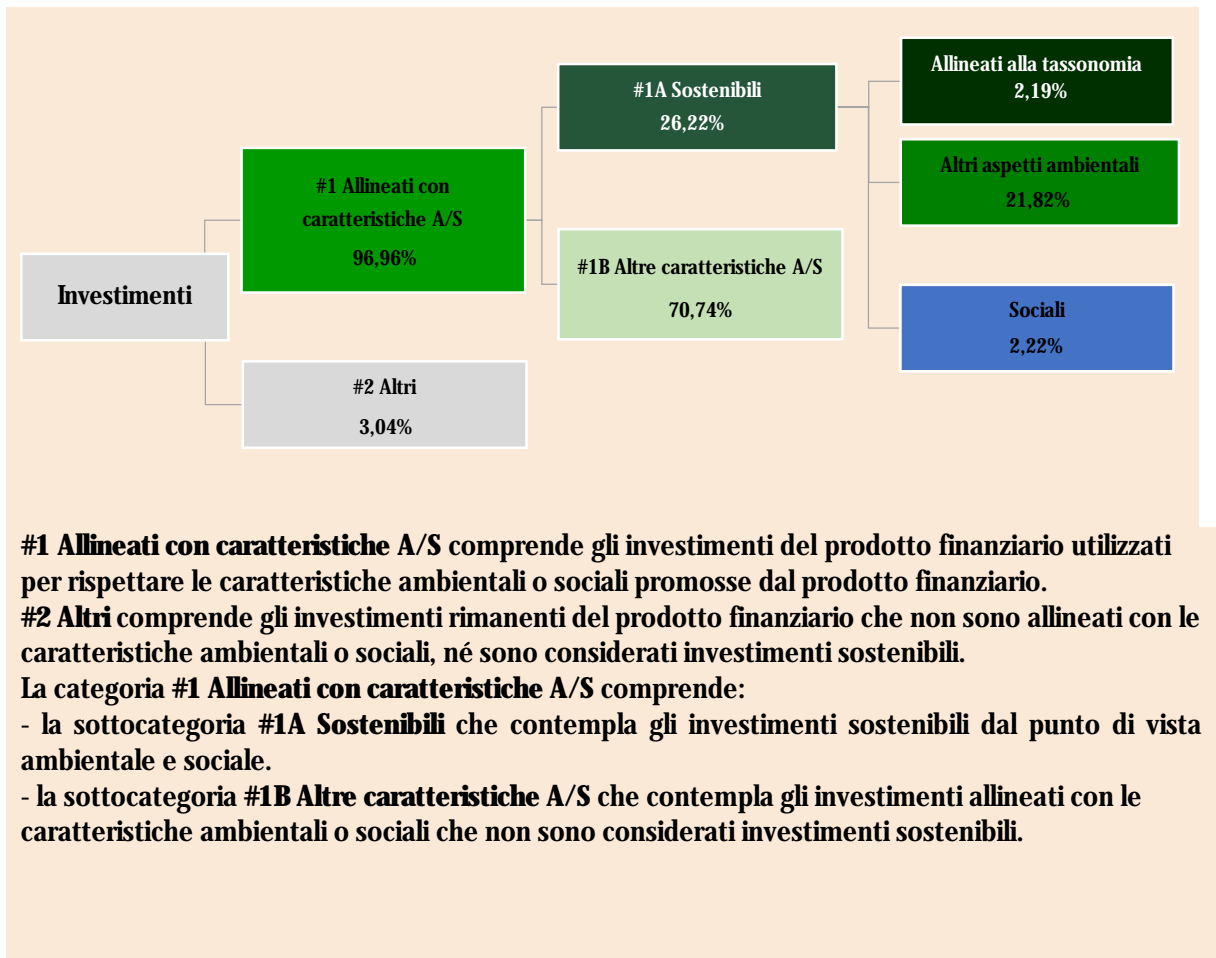 Investimenti
#1 Allineati con
caratteristiche A/S
96,96%
#2 Altri
3,04%
#1A Sostenibili
26,22%
#1B Altre caratteristiche A/S
70,74%
Allineati alla tassonomia
2,19%
Altri aspetti ambientali
21,82%
Sociali
2,22%
#1 Allineati con caratteristiche A/S comprende gli investimenti del prodotto finanziario utilizzati
per rispettare le caratteristiche ambientali o sociali promosse dal prodotto finanziario.
#2 Altri comprende gli investimenti rimanenti del prodotto finanziario che non sono allineati con le
caratteristiche ambientali o sociali, né sono considerati investimenti sostenibili.
La categoria #1 Allineati con caratteristiche A/S comprende:
- la sottocategoria #1A Sostenibili che contempla gli investimenti sostenibili dal punto di vista
ambientale e sociale.
- la sottocategoria #1B Altre caratteristiche A/S che contempla gli investimenti allineati con le
caratteristiche ambientali o sociali che non sono considerati investimenti sostenibili.